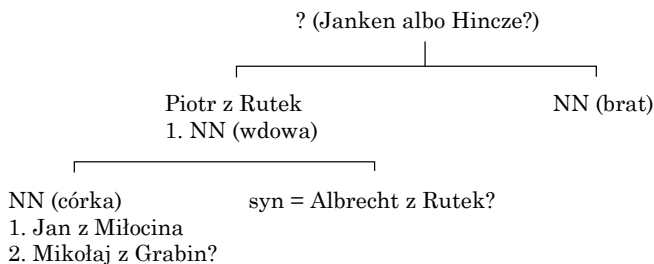 ? (Janken albo Hincze?)
Piotr z Rutek
1. NN (wdowa)
NN (brat)
NN (córka)
1. Jan z Miłocina
2. Mikołaj z Grabin?
syn = Albrecht z Rutek?